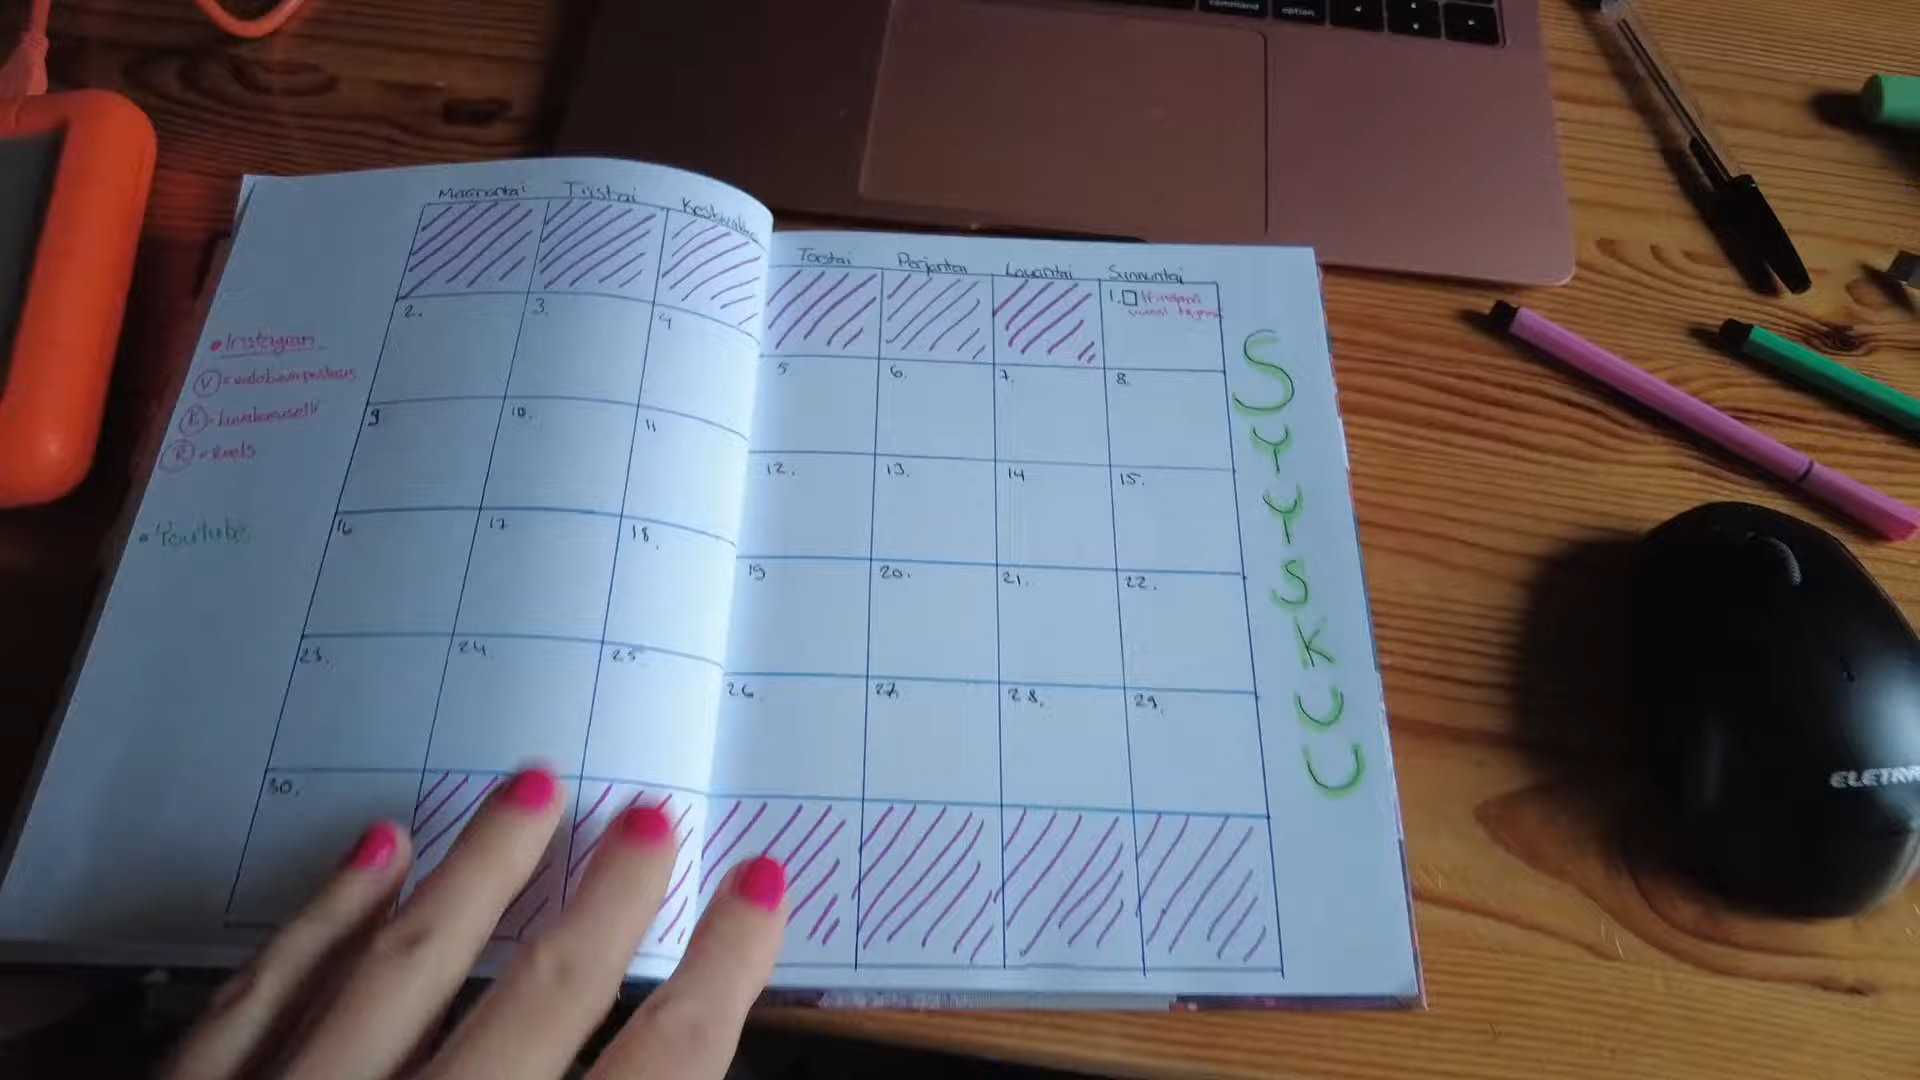 command option
Maanantai Tiistai Keskiviikko
Torstai Perjantai Lauantai Sunnuntai
1.
2. 3. 4
5. 6. 7. 8.
9. 10. 11
12. 13. 14 15.
16 17 18.
19 20. 21. 22.
23. 24. 25.
26. 27. 28. 29.
30.
• Instagram
V =
K = kuvakaruselli
R = Reels
• Youtube
SYYSKUU